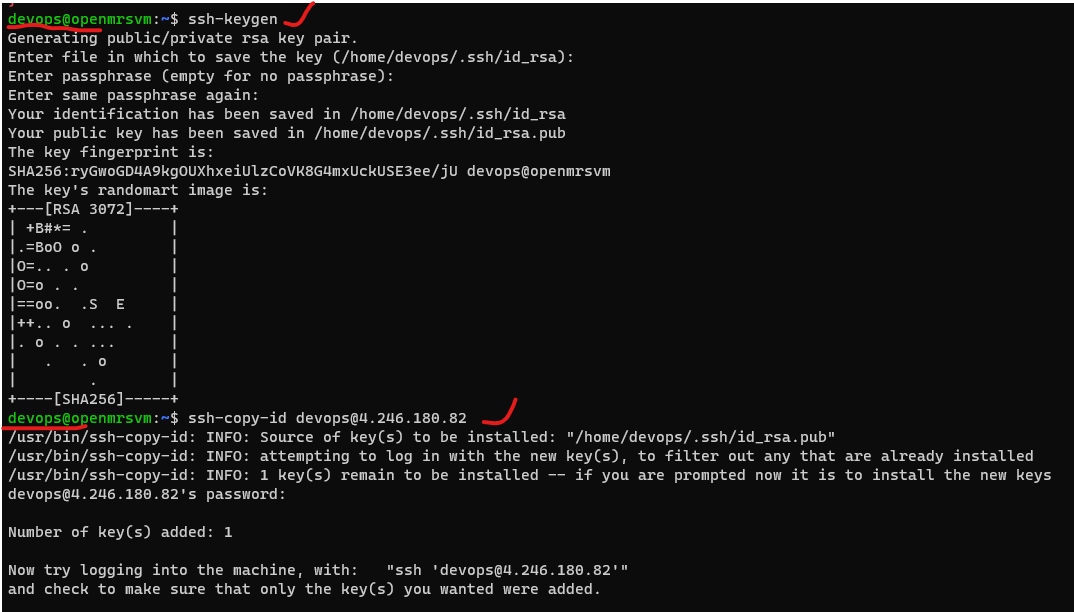 devops@openmrsvm:~$ ssh-keygen
Generating public/private rsa key pair.
Enter file in which to save the key (/home/devops/.ssh/id_rsa):
Enter passphrase (empty for no passphrase):
Enter same passphrase again:
Your identification has been saved in /home/devops/.ssh/id_rsa
Your public key has been saved in /home/devops/.ssh/id_rsa.pub
The key fingerprint is:
SHA256:ryGwoGD4A9kgOUXhxeiUlzCoVK8G4mxUckUSE3ee/jU devops@openmrsvm
The key's randomart image is:
+---[RSA 3072]----+
| +B#*= .         |
|.=BoO o .        |
|O=.. . o         |
|O=o . .          |
|==oo.  .S  E     |
|++.. o  ... .    |
|. o . . ...      |
|   .   . o       |
|        .        |
+----[SHA256]-----+
devops@openmrsvm:~$ ssh-copy-id devops@4.246.180.82
/usr/bin/ssh-copy-id: INFO: Source of key(s) to be installed: "/home/devops/.ssh/id_rsa.pub"
/usr/bin/ssh-copy-id: INFO: attempting to log in with the new key(s), to filter out any that are already installed
/usr/bin/ssh-copy-id: INFO: 1 key(s) remain to be installed -- if you are prompted now it is to install the new keys
devops@4.246.180.82's password:
Number of key(s) added: 1
Now try logging into the machine, with:   "ssh 'devops@4.246.180.82'"
and check to make sure that only the key(s) you wanted were added.